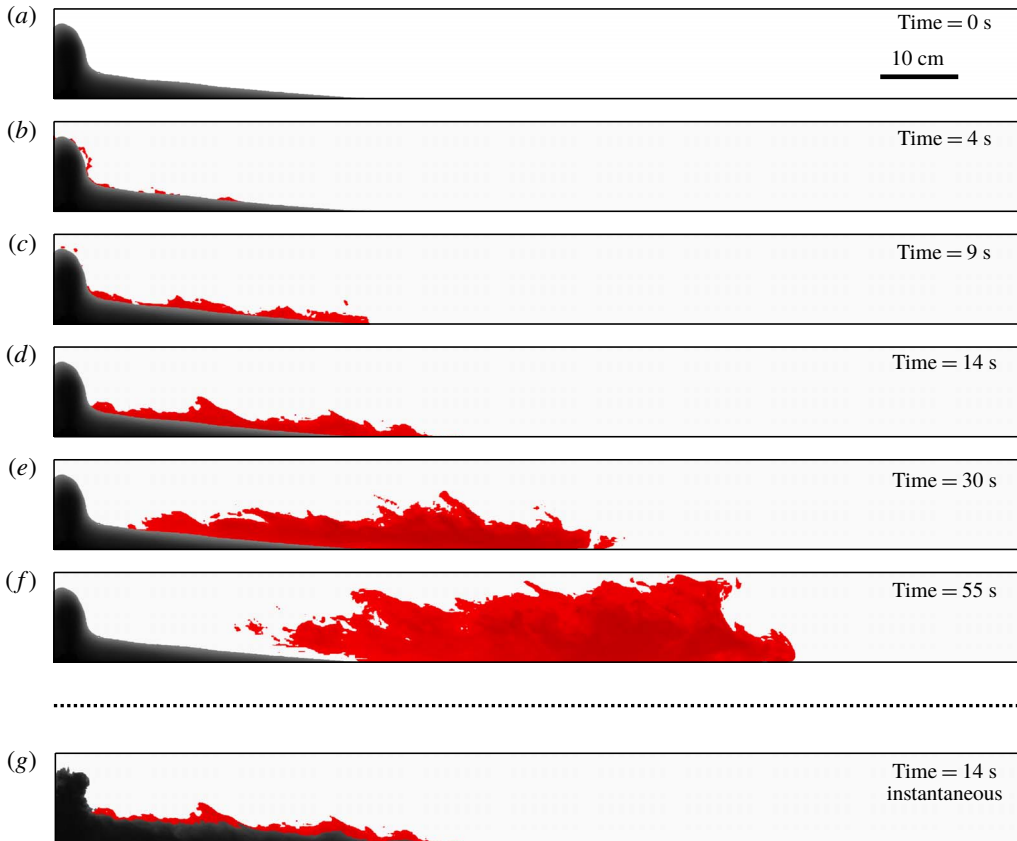 (a)
Time = 0 s
10 cm
(b)
Time = 4 s
(c)
Time = 9 s
(d)
Time = 14 s
(e)
Time = 30 s
(f)
Time = 55 s
(g)
Time = 14 s
instantaneous